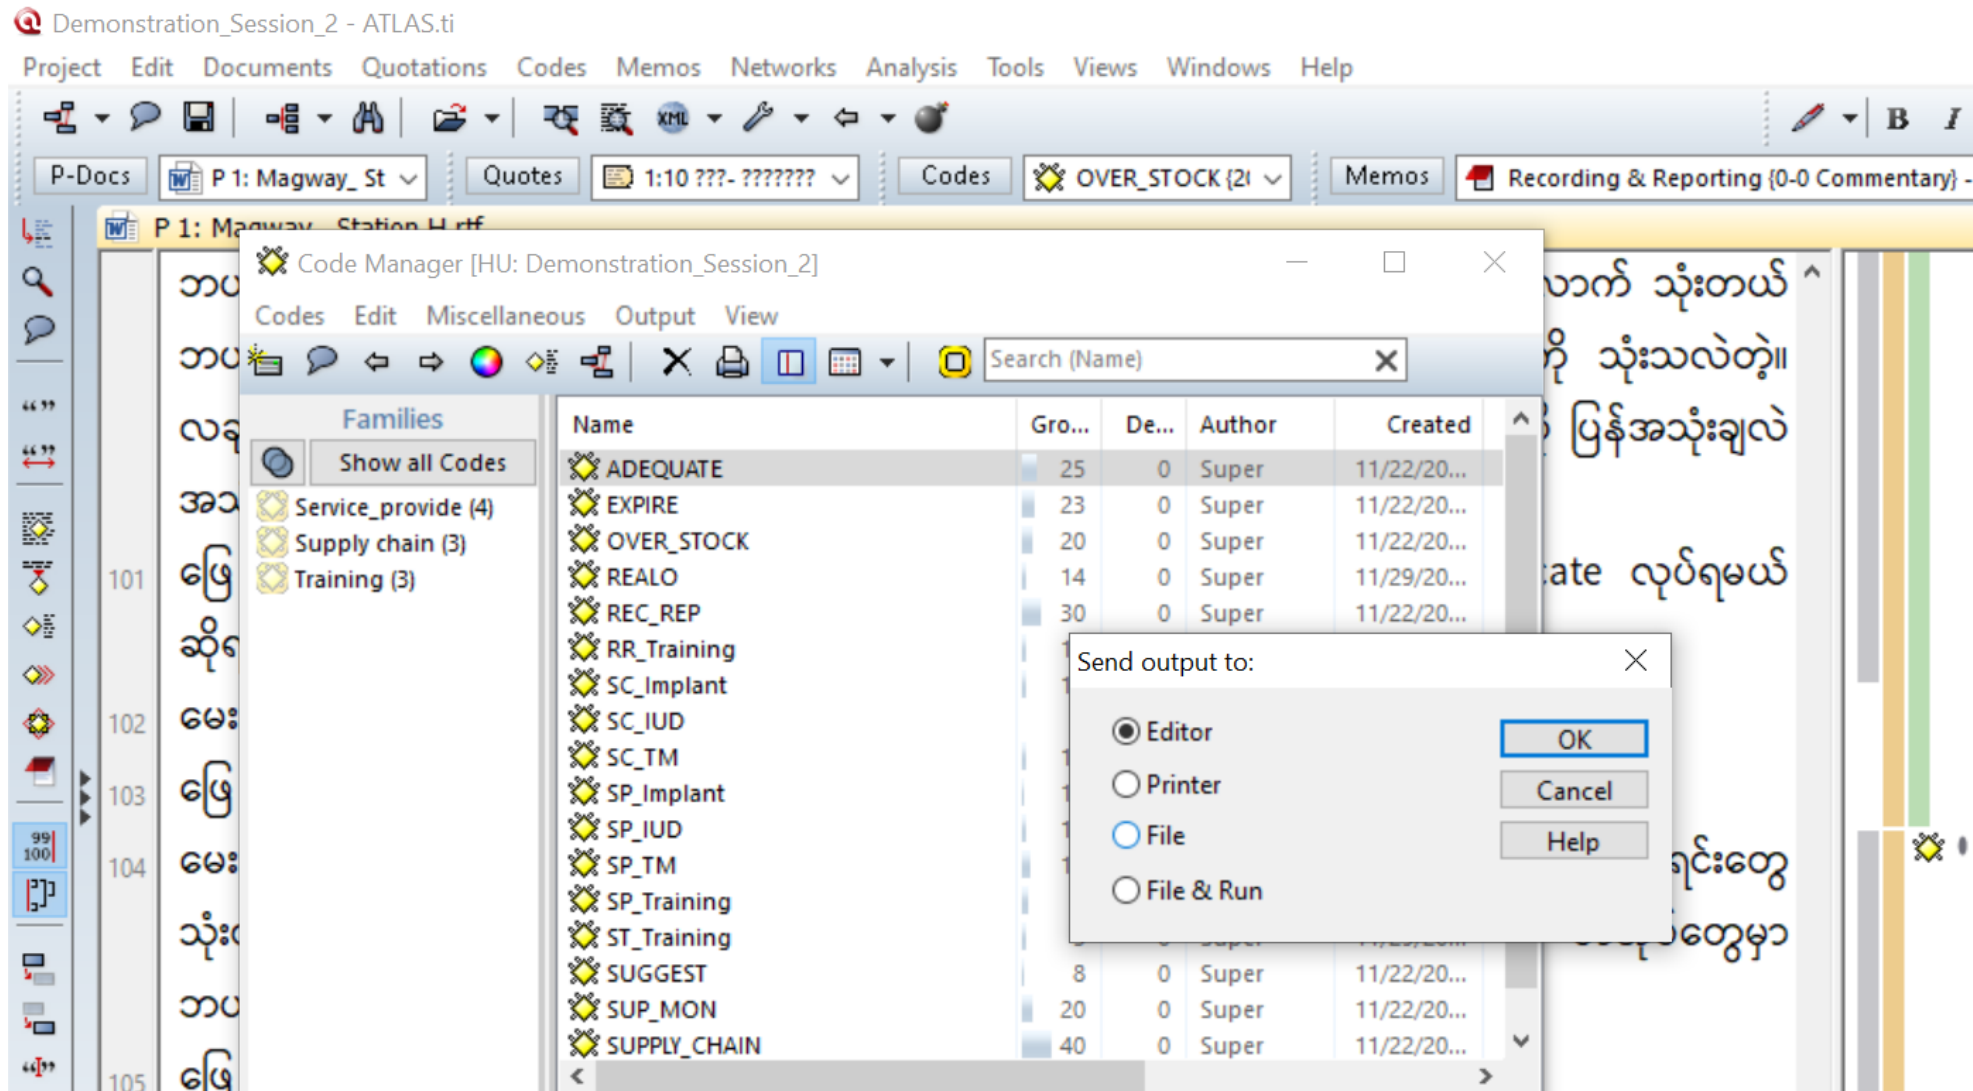 Demonstration_Session_2 - ATLAS.ti
Project Edit Documents Quotations Codes Memos Networks Analysis Tools Views Windows Help
XML B I
P-Docs P 1: Magway_ St Quotes 1:10 ???- ??????? Codes OVER_STOCK {20 Memos Recording & Reporting {0-0 Commentary} -
P 1: Magway_ Station H.rtf
Code Manager [HU: Demonstration_Session_2]
Codes Edit Miscellaneous Output View
Search (Name)
Families
Show all Codes
Service_provide (4)
Supply chain (3)
Training (3)
Name Gro... De... Author Created
ADEQUATE 25 0 Super 11/22/20...
EXPIRE 23 0 Super 11/22/20...
OVER_STOCK 20 0 Super 11/22/20...
REALO 14 0 Super 11/29/20...
REC_REP 30 0 Super 11/22/20...
RR_Training
SC_Implant
SC_IUD
SC_TM
SP_Implant
SP_IUD
SP_TM
SP_Training
ST_Training
SUGGEST 8 0 Super 11/22/20...
SUP_MON 20 0 Super 11/22/20...
SUPPLY_CHAIN 40 0 Super 11/22/20...
Send output to:
Editor
Printer
File
File & Run
OK
Cancel
Help
သုံးတယ်
သုံးသလဲတဲ့။
ပြန်အသုံးချလဲ
လုပ်ရမယ်
101
102
103
104
105
99
100